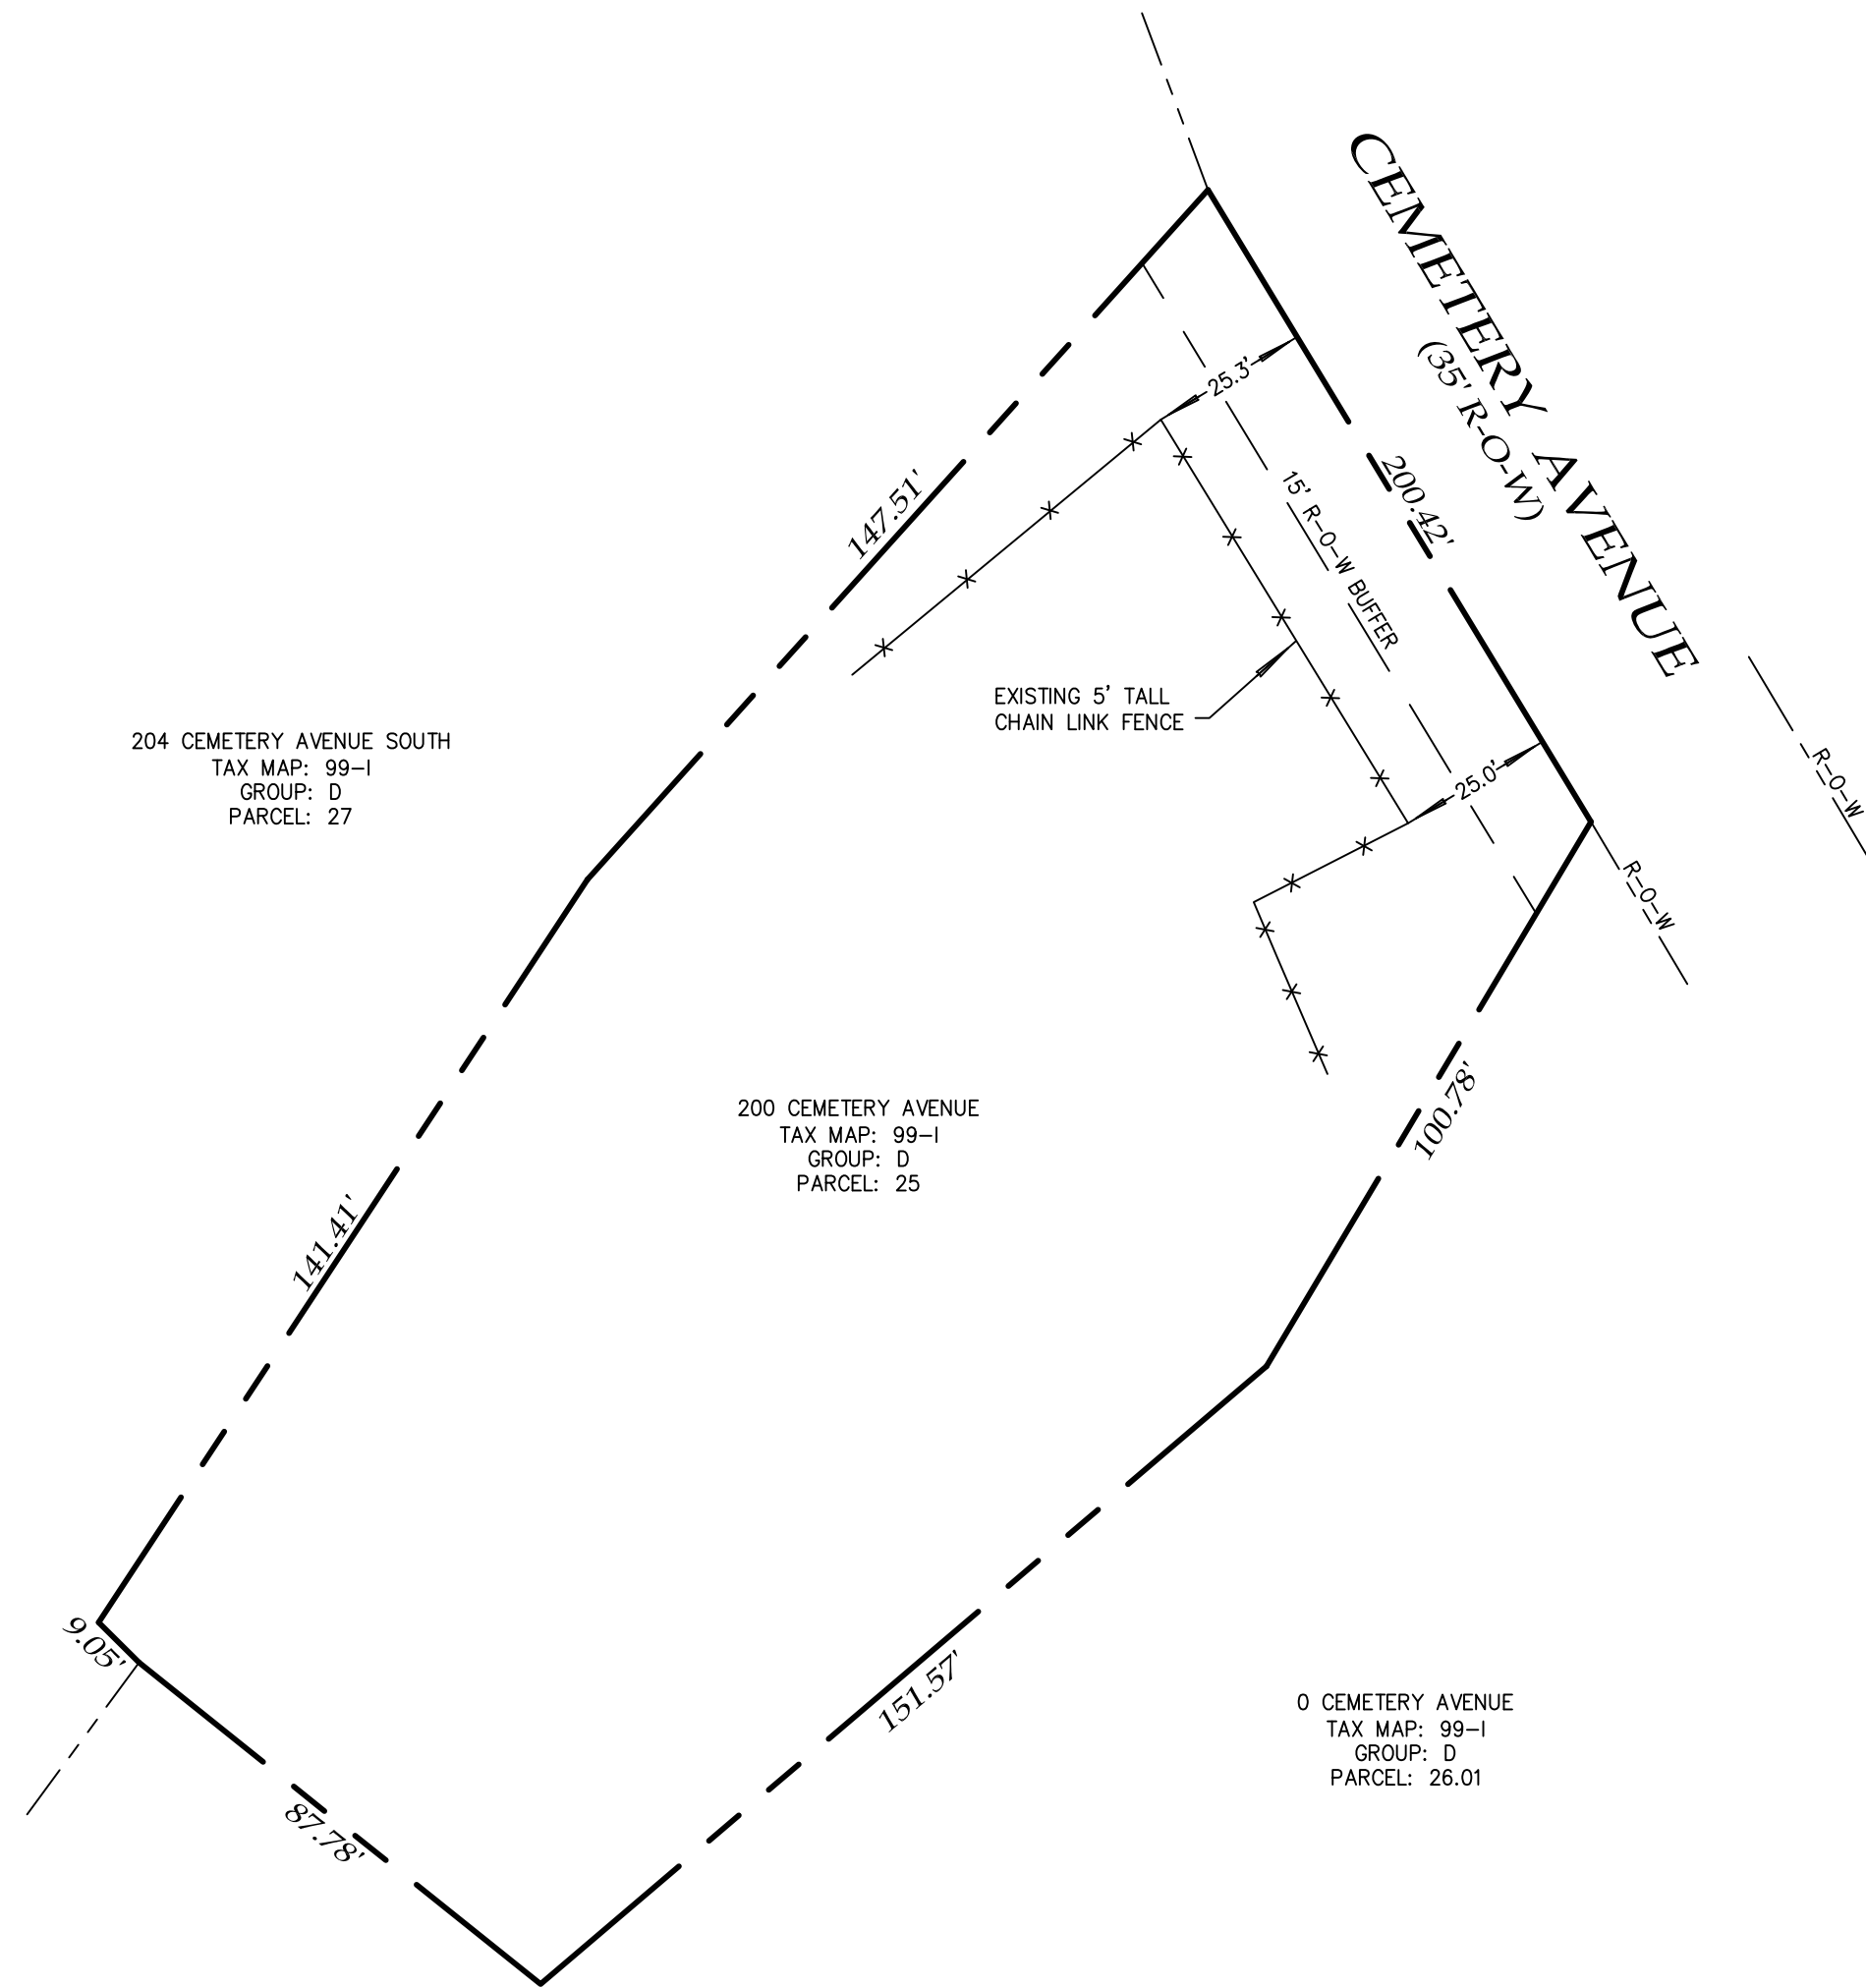 CEMETERY AVENUE
(35' R-O-W)
25.3'
200.42'
147.51'
15' R-O-W BUFFER
EXISTING 5' TALL
CHAIN LINK FENCE
204 CEMETERY AVENUE SOUTH
TAX MAP: 99-I
GROUP: D
PARCEL: 27
25.0'
R-O-W
R-O-W
200 CEMETERY AVENUE
TAX MAP: 99-I
GROUP: D
PARCEL: 25
100.78'
141.41'
9.05'
151.57'
0 CEMETERY AVENUE
TAX MAP: 99-I
GROUP: D
PARCEL: 26.01
87.78'